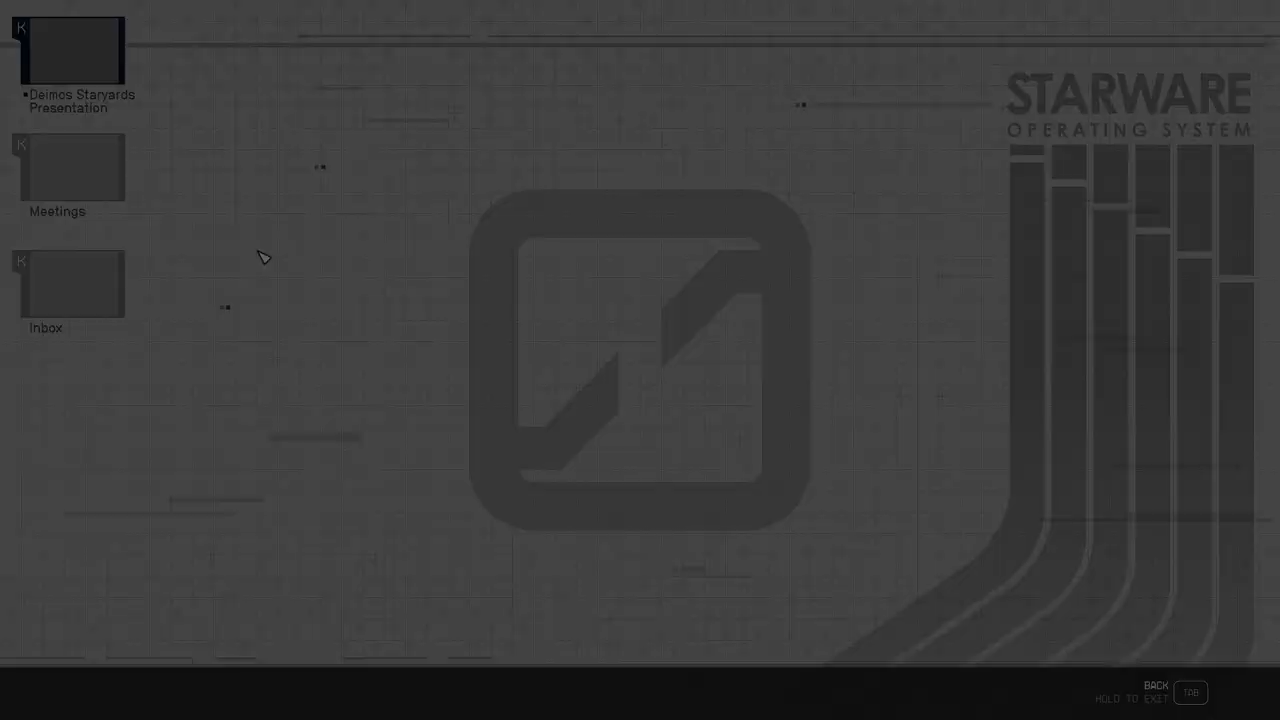 K
Deimos Staryards
Presentation
K
Meetings
K
Inbox
STARWARE
OPERATING SYSTEM
BACK
HOLD TO EXIT
TAB